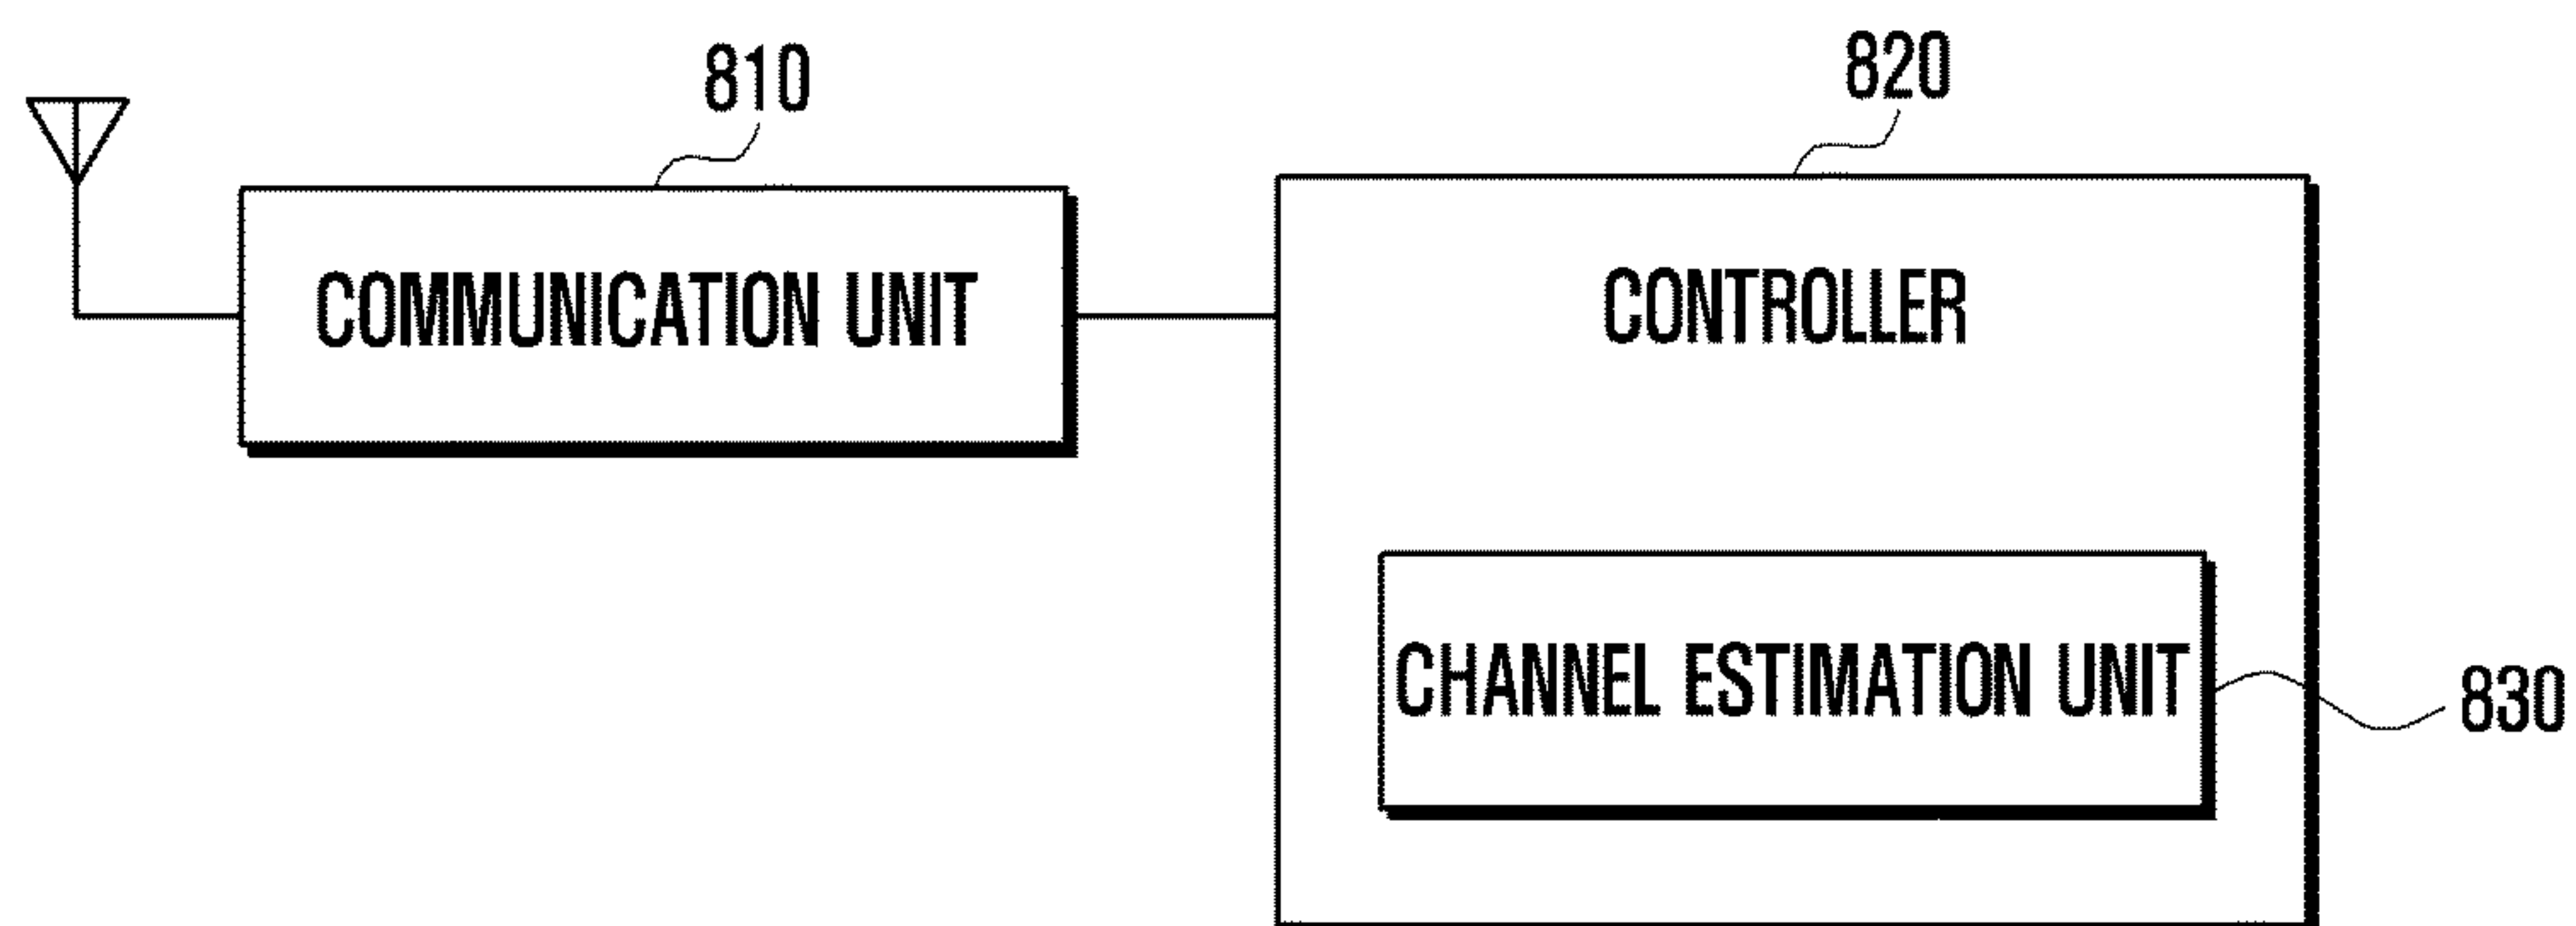 810
820
COMMUNICATION UNIT
CONTROLLER
CHANNEL ESTIMATION UNIT
830